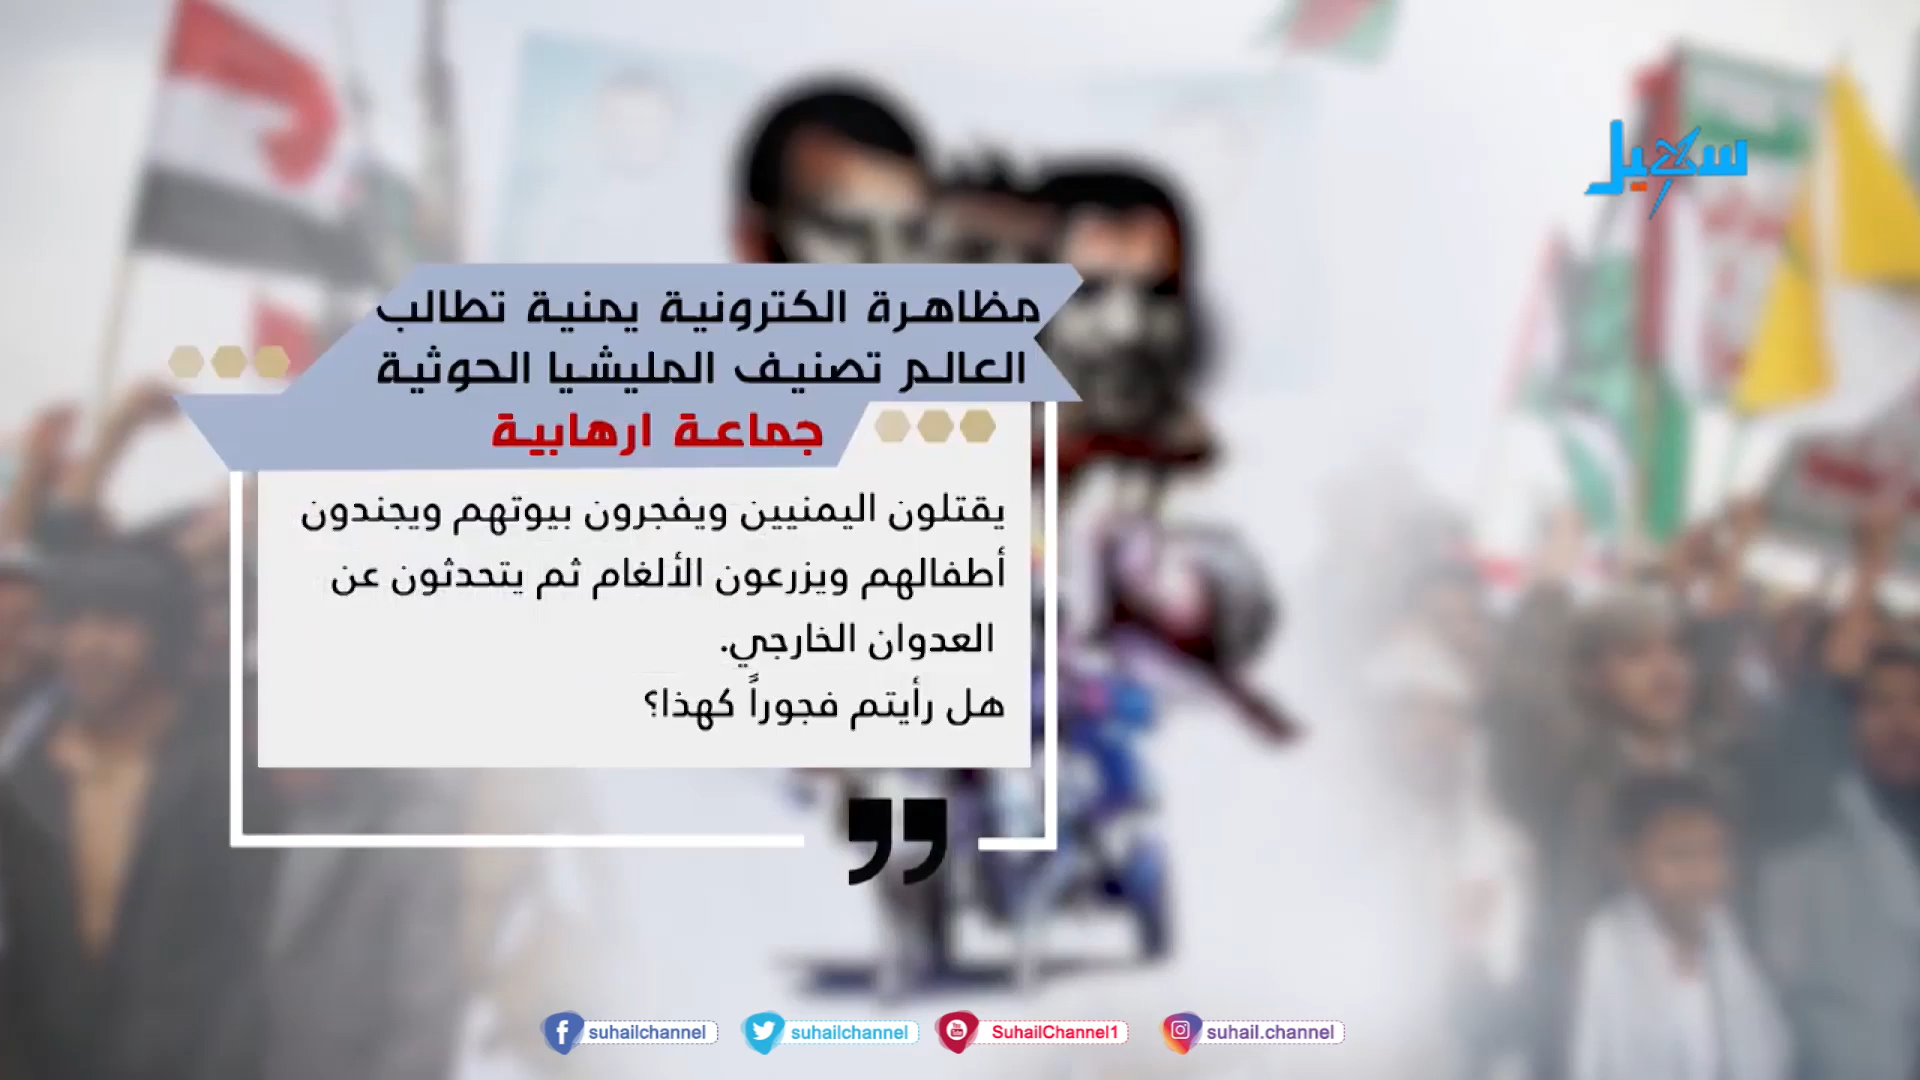 سهيل
مظاهرة الكترونية يمنية تطالب
العالم تصنيف المليشيا الحوثية
جماعة ارهابية
يقتلون اليمنيين ويفجرون بيوتهم ويجندون
أطفالهم ويزرعون الألغام ثم يتحدثون عن
العدوان الخارجي.
هل رأيتم فجوراً كهذا؟
suhailchannel
suhailchannel
SuhailChannel1
suhail.channel